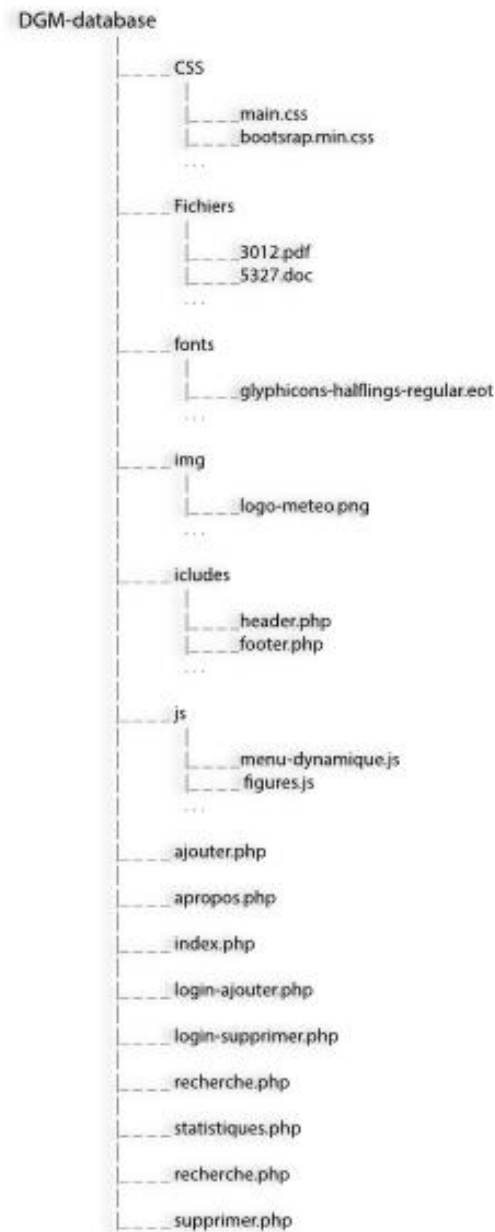 DGM-database
CSS
main.css
bootsrap.min.css
...
Fichiers
3012.pdf
5327.doc
...
fonts
glyphicons-halflings-regular.eot
...
img
logo-meteo.png
...
icludes
header.php
footer.php
...
js
menu-dynamique.js
figures.js
...
ajouter.php
apropos.php
index.php
login-ajouter.php
login-supprimer.php
recherche.php
statistiques.php
recherche.php
supprimer.php